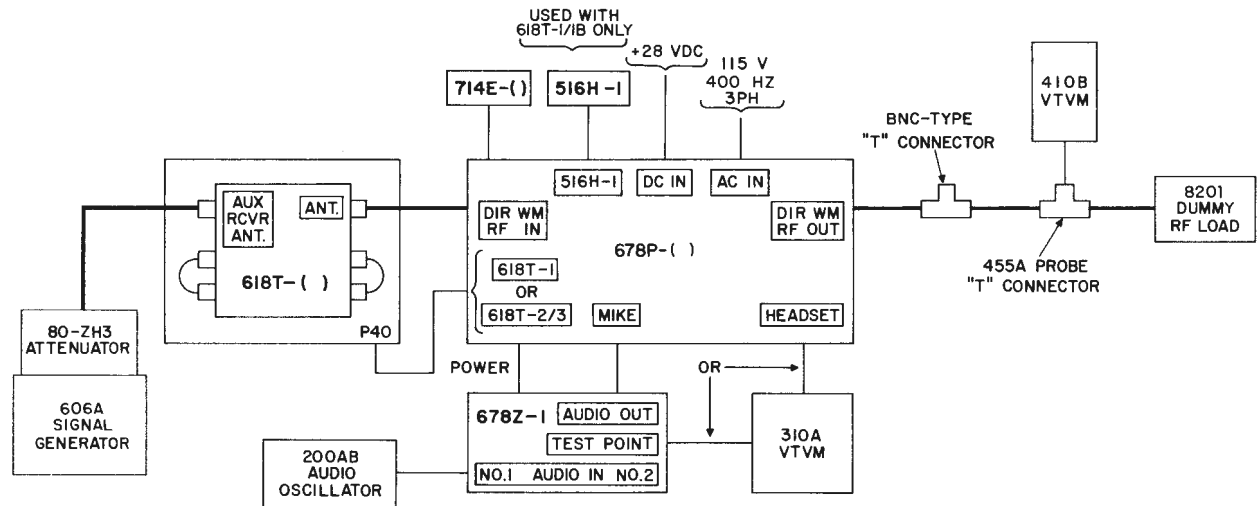 USED WITH
618T-1/1B ONLY
+28 VDC
115 V
400 HZ
3PH
714E-( )
516H-1
410B
VTVM
BNC-TYPE
"T" CONNECTOR
AUX
RCVR
ANT.
ANT.
618T-( )
P40
516H-1
DC IN
AC IN
DIR WM
RF IN
DIR WM
RF OUT
678P-( )
618T-1
OR
618T-2/3
MIKE
HEADSET
8201
DUMMY
RF LOAD
455A PROBE
"T" CONNECTOR
80-ZH3
ATTENUATOR
606A
SIGNAL
GENERATOR
POWER
OR
678Z-1
AUDIO OUT
TEST POINT
NO.1 AUDIO IN NO.2
310A
VTVM
200AB
AUDIO
OSCILLATOR